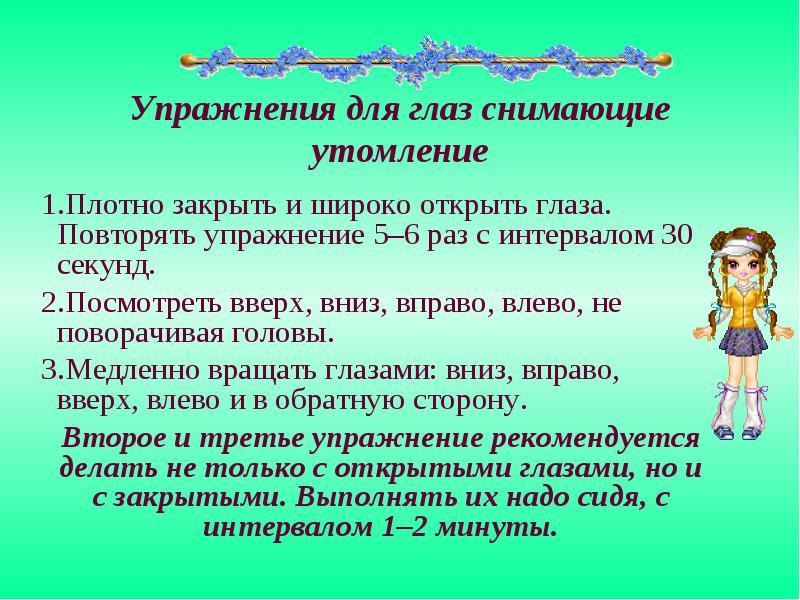 Упражнения для глаз снимающие
утомление
1.Плотно закрыть и широко открыть глаза.
Повторять упражнение 5–6 раз с интервалом 30
секунд.
2.Посмотреть вверх, вниз, вправо, влево, не
поворачивая головы.
3.Медленно вращать глазами: вниз, вправо,
вверх, влево и в обратную сторону.
Второе и третье упражнение рекомендуется
делать не только с открытыми глазами, но и
с закрытыми. Выполнять их надо сидя, с
интервалом 1–2 минуты.